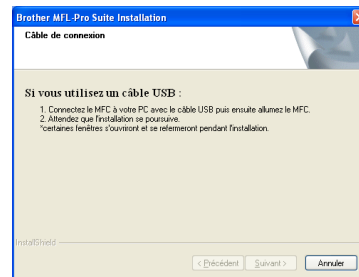 Brother MFL-Pro Suite Installation
Câble de connexion
Si vous utilisez un câble USB :
1. Connectez le MFC à votre PC avec le câble USB puis ensuite allumez le MFC.
2. Attendez que l'installation se poursuive.
*certaines fenêtres s'ouvriront et se refermeront pendant l'installation.
InstallShield
< Précédent Suivant > Annuler